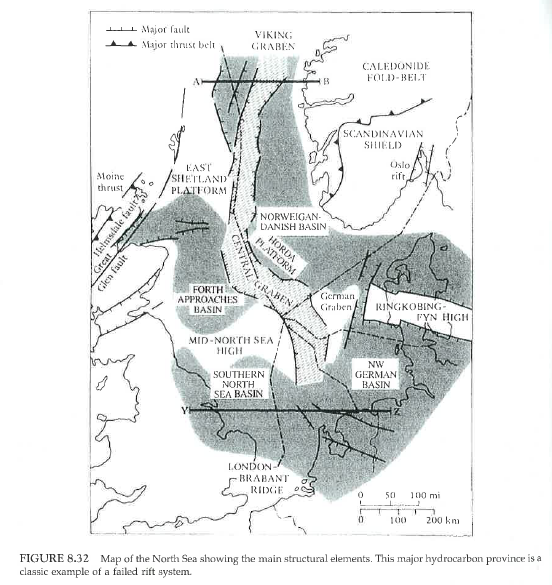 Major fault
Major thrust belt
VIKING
GRABEN
A
B
CALEDONIDE
FOLD-BELT
SCANDINAVIAN
SHIELD
Oslo
rift
Moine
thrust
EAST
SHETLAND
PLATFORM
Helmsdale fault
Great
Glen fault
NORWEIGAN-
DANISH BASIN
HORDA
PLATFORM
CENTRAL GRABEN
FORTH
APPROACHES
BASIN
German
Graben
RINGKOBING-
FYN HIGH
MID-NORTH SEA
HIGH
SOUTHERN
NORTH
SEA BASIN
NW
GERMAN
BASIN
Y
Z
LONDON-
BRABANT
RIDGE
0 50 100 mi
0 100 200 km
FIGURE 8.32 Map of the North Sea showing the main structural elements. This major hydrocarbon province is a
classic example of a failed rift system.